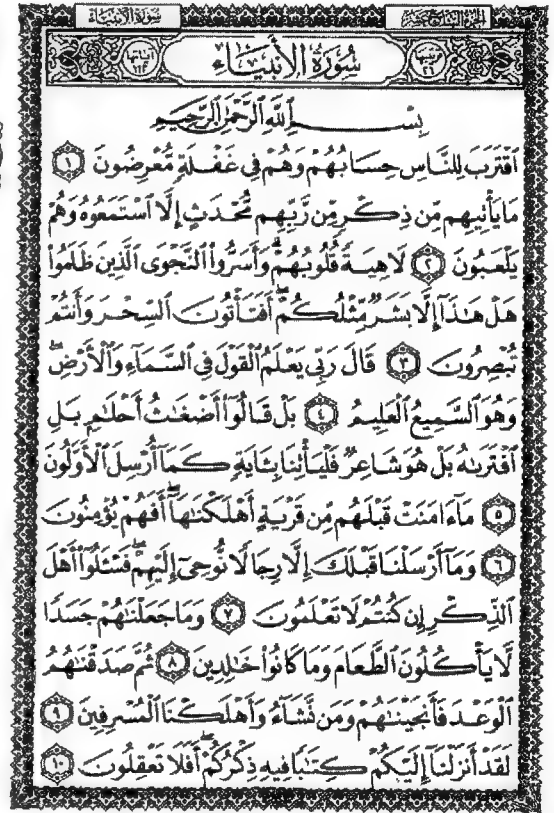 الجزء السابع عشر
سورة الأنبياء
ترتيبها ٢١
سُورَةُ الأَنبِيَاءِ
آياتها ١١٢
بِسْمِ ٱللَّهِ ٱلرَّحْمَٰنِ ٱلرَّحِيمِ
ٱقْتَرَبَ لِلنَّاسِ حِسَابُهُمْ وَهُمْ فِى غَفْلَةٍ مُّعْرِضُونَ ١
مَا يَأْتِيهِم مِّن ذِكْرٍ مِّن رَّبِّهِم مُّحْدَثٍ إِلَّا ٱسْتَمَعُوهُ وَهُمْ
يَلْعَبُونَ ٢ لَاهِيَةً قُلُوبُهُمْ ۗ وَأَسَرُّوا۟ ٱلنَّجْوَى ٱلَّذِينَ ظَلَمُوا۟
هَلْ هَٰذَآ إِلَّا بَشَرٌ مِّثْلُكُمْ ۖ أَفَتَأْتُونَ ٱلسِّحْرَ وَأَنتُمْ
تُبْصِرُونَ ٣ قَالَ رَبِّى يَعْلَمُ ٱلْقَوْلَ فِى ٱلسَّمَآءِ وَٱلْأَرْضِ ۖ
وَهُوَ ٱلسَّمِيعُ ٱلْعَلِيمُ ٤ بَلْ قَالُوٓا۟ أَضْغَٰثُ أَحْلَٰمٍ بَلِ
ٱفْتَرَىٰهُ بَلْ هُوَ شَاعِرٌ فَلْيَأْتِنَا بِـَٔايَةٍ كَمَآ أُرْسِلَ ٱلْأَوَّلُونَ
٥ مَآ ءَامَنَتْ قَبْلَهُم مِّن قَرْيَةٍ أَهْلَكْنَٰهَآ ۖ أَفَهُمْ يُؤْمِنُونَ
٦ وَمَآ أَرْسَلْنَا قَبْلَكَ إِلَّا رِجَالًا نُّوحِىٓ إِلَيْهِمْ ۖ فَسْـَٔلُوٓا۟ أَهْلَ
ٱلذِّكْرِ إِن كُنتُمْ لَا تَعْلَمُونَ ٧ وَمَا جَعَلْنَٰهُمْ جَسَدًا
لَّا يَأْكُلُونَ ٱلطَّعَامَ وَمَا كَانُوا۟ خَٰلِدِينَ ٨ ثُمَّ صَدَقْنَٰهُمُ
ٱلْوَعْدَ فَأَنجَيْنَٰهُمْ وَمَن نَّشَآءُ وَأَهْلَكْنَا ٱلْمُسْرِفِينَ ٩
لَقَدْ أَنزَلْنَآ إِلَيْكُمْ كِتَٰبًا فِيهِ ذِكْرُكُمْ ۖ أَفَلَا تَعْقِلُونَ ١٠